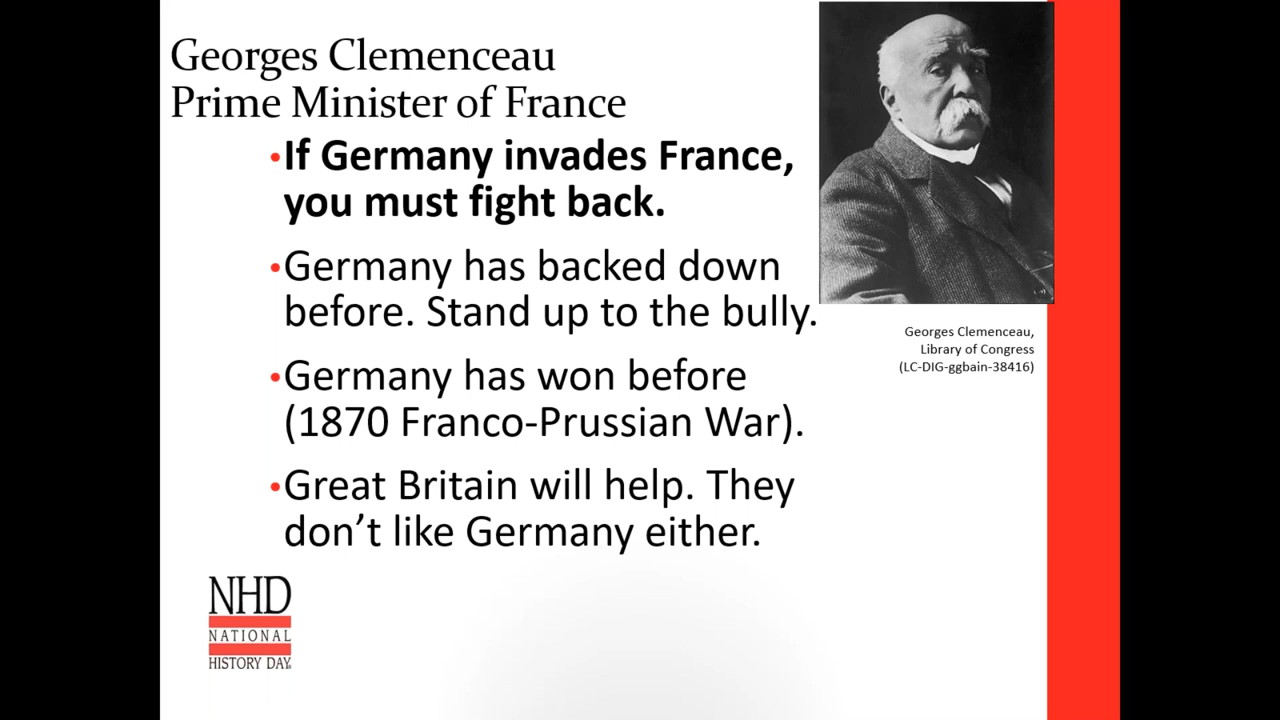 Georges Clemenceau
Prime Minister of France
•If Germany invades France,
you must fight back.
•Germany has backed down
before. Stand up to the bully.
•Germany has won before
(1870 Franco-Prussian War).
•Great Britain will help. They
don’t like Germany either.
Georges Clemenceau,
Library of Congress
(LC-DIG-ggbain-38416)
NHD
NATIONAL
HISTORY DAY